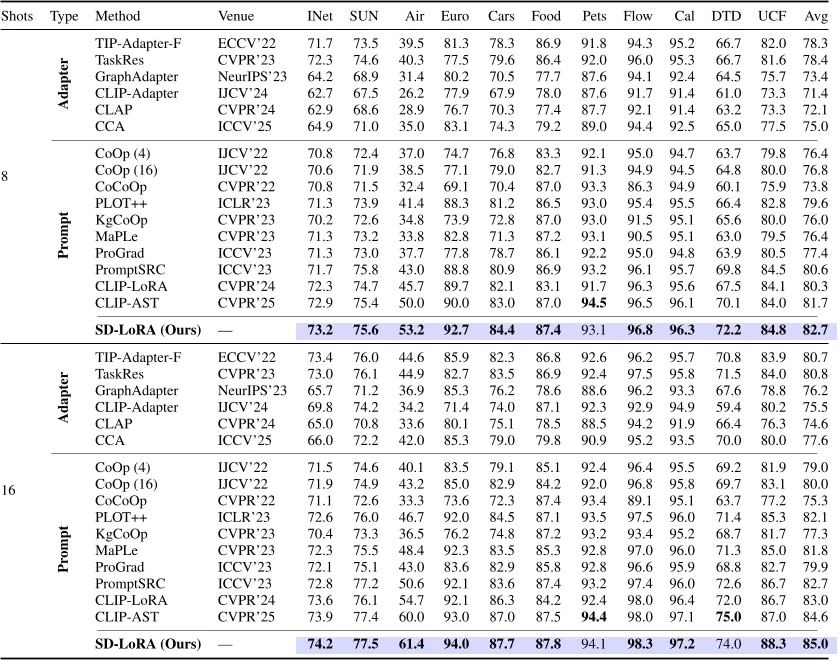 Shots Type Method Venue INet SUN Air Euro Cars Food Pets Flow Cal DTD UCF Avg
8
Adapter
TIP-Adapter-F ECCV'22 71.7 73.5 39.5 81.3 78.3 86.9 91.8 94.3 95.2 66.7 82.0 78.3
TaskRes CVPR'23 72.3 74.6 40.3 77.5 79.6 86.4 92.0 96.0 95.3 66.7 81.6 78.4
GraphAdapter NeurIPS'23 64.2 68.9 31.4 80.2 70.5 77.7 87.6 94.1 92.4 64.5 75.7 73.4
CLIP-Adapter IJCV'24 62.7 67.5 26.2 77.9 67.9 78.0 87.6 91.7 91.4 61.0 73.3 71.4
CLAP CVPR'24 62.9 68.6 28.9 76.7 70.3 77.4 87.7 92.1 91.4 63.2 73.3 72.1
CCA ICCV'25 64.9 71.0 35.0 83.1 74.3 79.2 89.0 94.4 92.5 65.0 77.5 75.0
Prompt
CoOp (4) IJCV'22 70.8 72.4 37.0 74.7 76.8 83.3 92.1 95.0 94.7 63.7 79.8 76.4
CoOp (16) IJCV'22 70.6 71.9 38.5 77.1 79.0 82.7 91.3 94.9 94.5 64.8 80.0 76.8
CoCoOp CVPR'22 70.8 71.5 32.4 69.1 70.4 87.0 93.3 86.3 94.9 60.1 75.9 73.8
PLOT++ ICLR'23 71.3 73.9 41.4 88.3 81.2 86.5 93.0 95.4 95.5 66.4 82.8 79.6
KgCoOp CVPR'23 70.2 72.6 34.8 73.9 72.8 87.0 93.0 91.5 95.1 65.6 80.0 76.0
MaPLe CVPR'23 71.3 73.2 33.8 82.8 71.3 87.2 93.1 90.5 95.1 63.0 79.5 76.4
ProGrad ICCV'23 71.3 73.0 37.7 77.8 78.7 86.1 92.2 95.0 94.8 63.9 80.5 77.4
PromptSRC ICCV'23 71.7 75.8 43.0 88.8 80.9 86.9 93.2 96.1 95.7 69.8 84.5 80.6
CLIP-LoRA CVPR'24 72.3 74.7 45.7 89.7 82.1 83.1 91.7 96.3 95.6 67.5 84.1 80.3
CLIP-AST CVPR'25 72.9 75.4 50.0 90.0 83.0 87.0 94.5 96.5 96.1 70.1 84.0 81.7
SD-LoRA (Ours) — 73.2 75.6 53.2 92.7 84.4 87.4 93.1 96.8 96.3 72.2 84.8 82.7
16
Adapter
TIP-Adapter-F ECCV'22 73.4 76.0 44.6 85.9 82.3 86.8 92.6 96.2 95.7 70.8 83.9 80.7
TaskRes CVPR'23 73.0 76.1 44.9 82.7 83.5 86.9 92.4 97.5 95.8 71.5 84.0 80.8
GraphAdapter NeurIPS'23 65.7 71.2 36.9 85.3 76.2 78.6 88.6 96.2 93.3 67.6 78.8 76.2
CLIP-Adapter IJCV'24 69.8 74.2 34.2 71.4 74.0 87.1 92.3 92.9 94.9 59.4 80.2 75.5
CLAP CVPR'24 65.0 70.8 33.6 80.1 75.1 78.5 88.5 94.2 91.9 66.4 76.3 74.6
CCA ICCV'25 66.0 72.2 42.0 85.3 79.0 79.8 90.9 95.2 93.5 70.0 80.0 77.6
Prompt
CoOp (4) IJCV'22 71.5 74.6 40.1 83.5 79.1 85.1 92.4 96.4 95.5 69.2 81.9 79.0
CoOp (16) IJCV'22 71.9 74.9 43.2 85.0 82.9 84.2 92.0 96.8 95.8 69.7 83.1 80.0
CoCoOp CVPR'22 71.1 72.6 33.3 73.6 72.3 87.4 93.4 89.1 95.1 63.7 77.2 75.3
PLOT++ ICLR'23 72.6 76.0 46.7 92.0 84.5 87.1 93.5 97.5 96.0 71.4 85.3 82.1
KgCoOp CVPR'23 70.4 73.3 36.5 76.2 74.8 87.2 93.2 93.4 95.2 68.7 81.7 77.3
MaPLe CVPR'23 72.3 75.5 48.4 92.3 83.5 85.3 92.8 97.0 96.0 71.3 85.0 81.8
ProGrad ICCV'23 72.1 75.1 43.0 83.6 82.9 85.8 92.8 96.6 95.9 68.8 82.7 79.9
PromptSRC ICCV'23 72.8 77.2 50.6 92.1 83.6 87.4 93.2 97.4 96.0 72.6 86.7 82.7
CLIP-LoRA CVPR'24 73.6 76.1 54.7 92.1 86.3 84.2 92.4 98.0 96.4 72.0 86.7 83.0
CLIP-AST CVPR'25 73.9 77.4 60.0 93.0 87.0 87.5 94.4 98.0 97.1 75.0 87.0 84.6
SD-LoRA (Ours) — 74.2 77.5 61.4 94.0 87.7 87.8 94.1 98.3 97.2 74.0 88.3 85.0